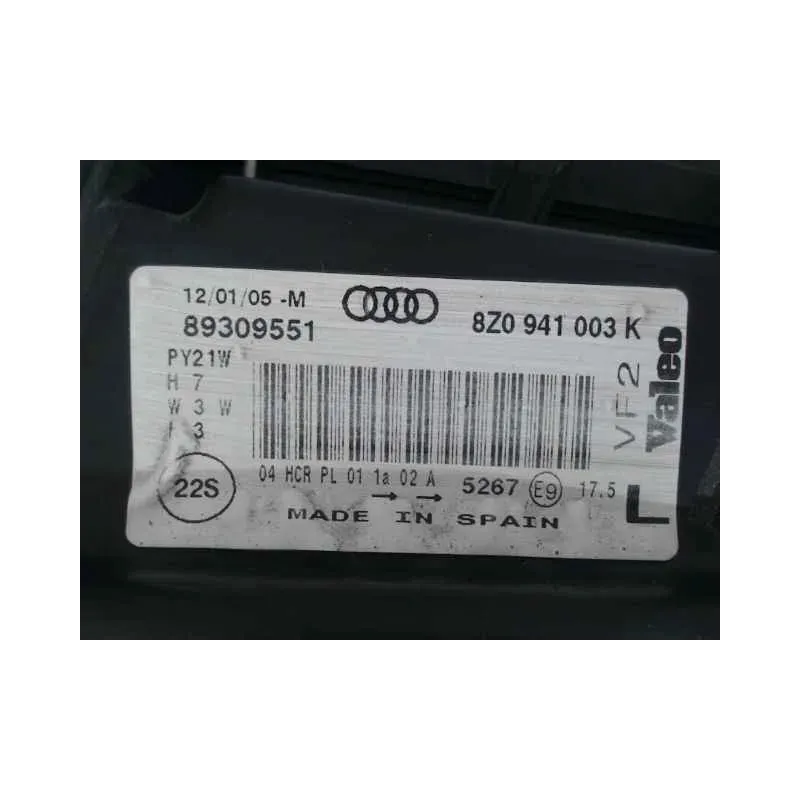 12/01/05 -M
89309551
8Z0 941 003 K
PY21W
H 7
W 3 W
3
VF2
Valeo
22S
04 HCR PL 01 1a 02 A
5267 E9 17.5
→ →
L
MADE IN SPAIN